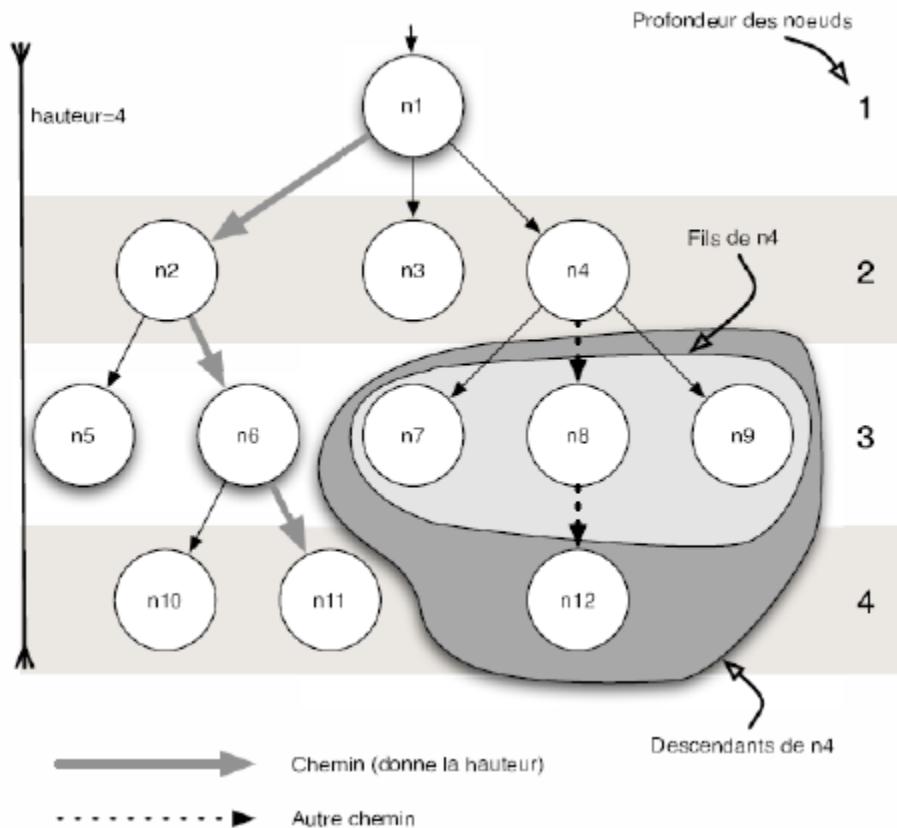 Profondeur des noeuds
hauteur=4
n1
1
n2
n3
n4
Fils de n4
2
n5
n6
n7
n8
n9
3
n10
n11
n12
4
Descendants de n4
Chemin (donne la hauteur)
Autre chemin